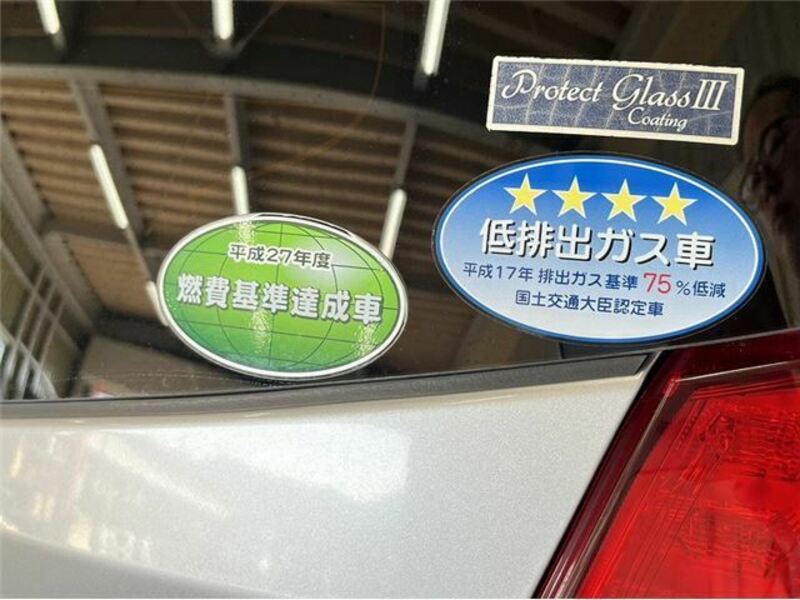 Protect Glass III
Coating
低排出ガス車
平成17年 排出ガス基準 75%低減
国土交通大臣認定車
平成27年度
燃費基準達成車